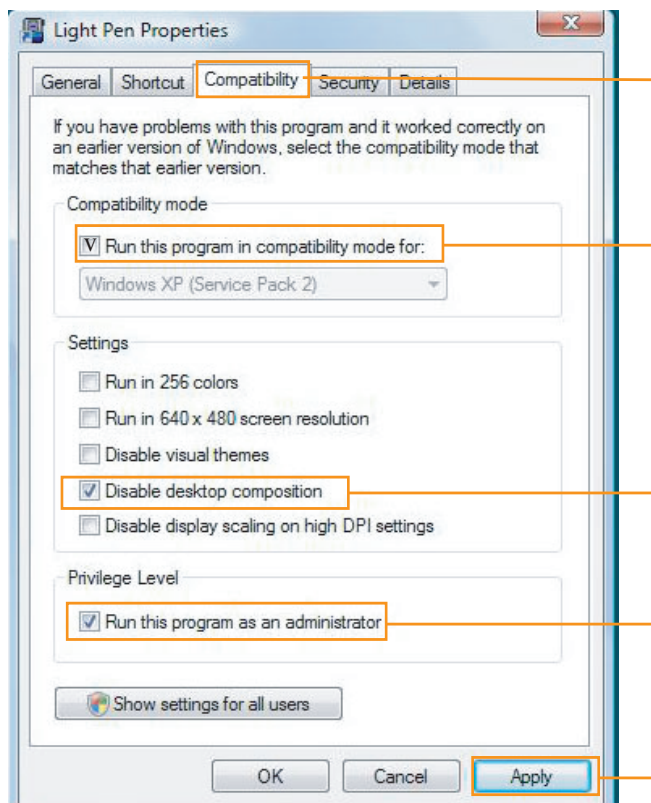 Light Pen Properties
General Shortcut Compatibility Security Details
If you have problems with this program and it worked correctly on
an earlier version of Windows, select the compatibility mode that
matches that earlier version.
Compatibility mode
V Run this program in compatibility mode for:
Windows XP (Service Pack 2)
Settings
Run in 256 colors
Run in 640 x 480 screen resolution
Disable visual themes
Disable desktop composition
Disable display scaling on high DPI settings
Privilege Level
Run this program as an administrator
Show settings for all users
OK Cancel Apply